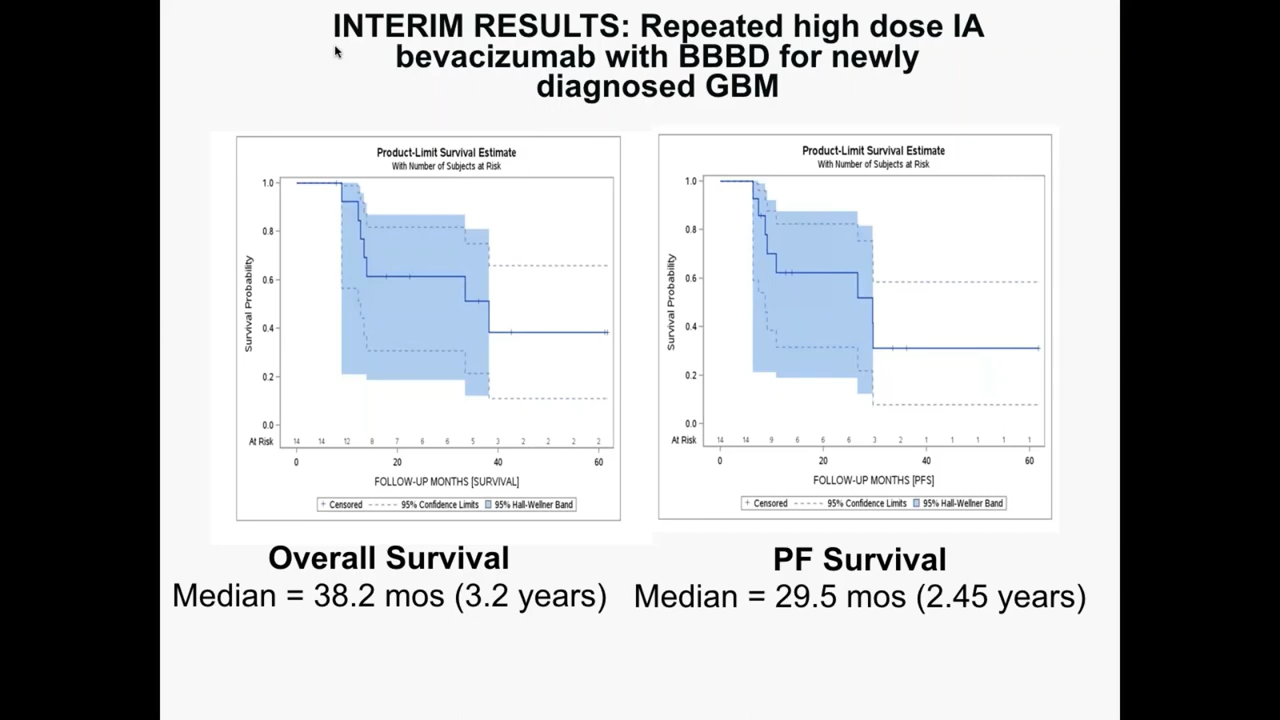 INTERIM RESULTS: Repeated high dose IA
bevacizumab with BBBD for newly
diagnosed GBM
Product-Limit Survival Estimate
With Number of Subjects at Risk
1.0
0.8
0.6
0.4
0.2
0.0
Survival Probability
At Risk 14 14 12 8 7 6 6 5 3 2 2 2 2
0 20 40 60
FOLLOW-UP MONTHS [SURVIVAL]
+ Censored 95% Confidence Limits 95% Hall-Wellner Band
Product-Limit Survival Estimate
With Number of Subjects at Risk
1.0
0.8
0.6
0.4
0.2
0.0
Survival Probability
At Risk 14 14 9 6 6 6 3 2 1 1 1 1 1
0 20 40 60
FOLLOW-UP MONTHS [PFS]
+ Censored 95% Confidence Limits 95% Hall-Wellner Band
Overall Survival
Median = 38.2 mos (3.2 years)
PF Survival
Median = 29.5 mos (2.45 years)